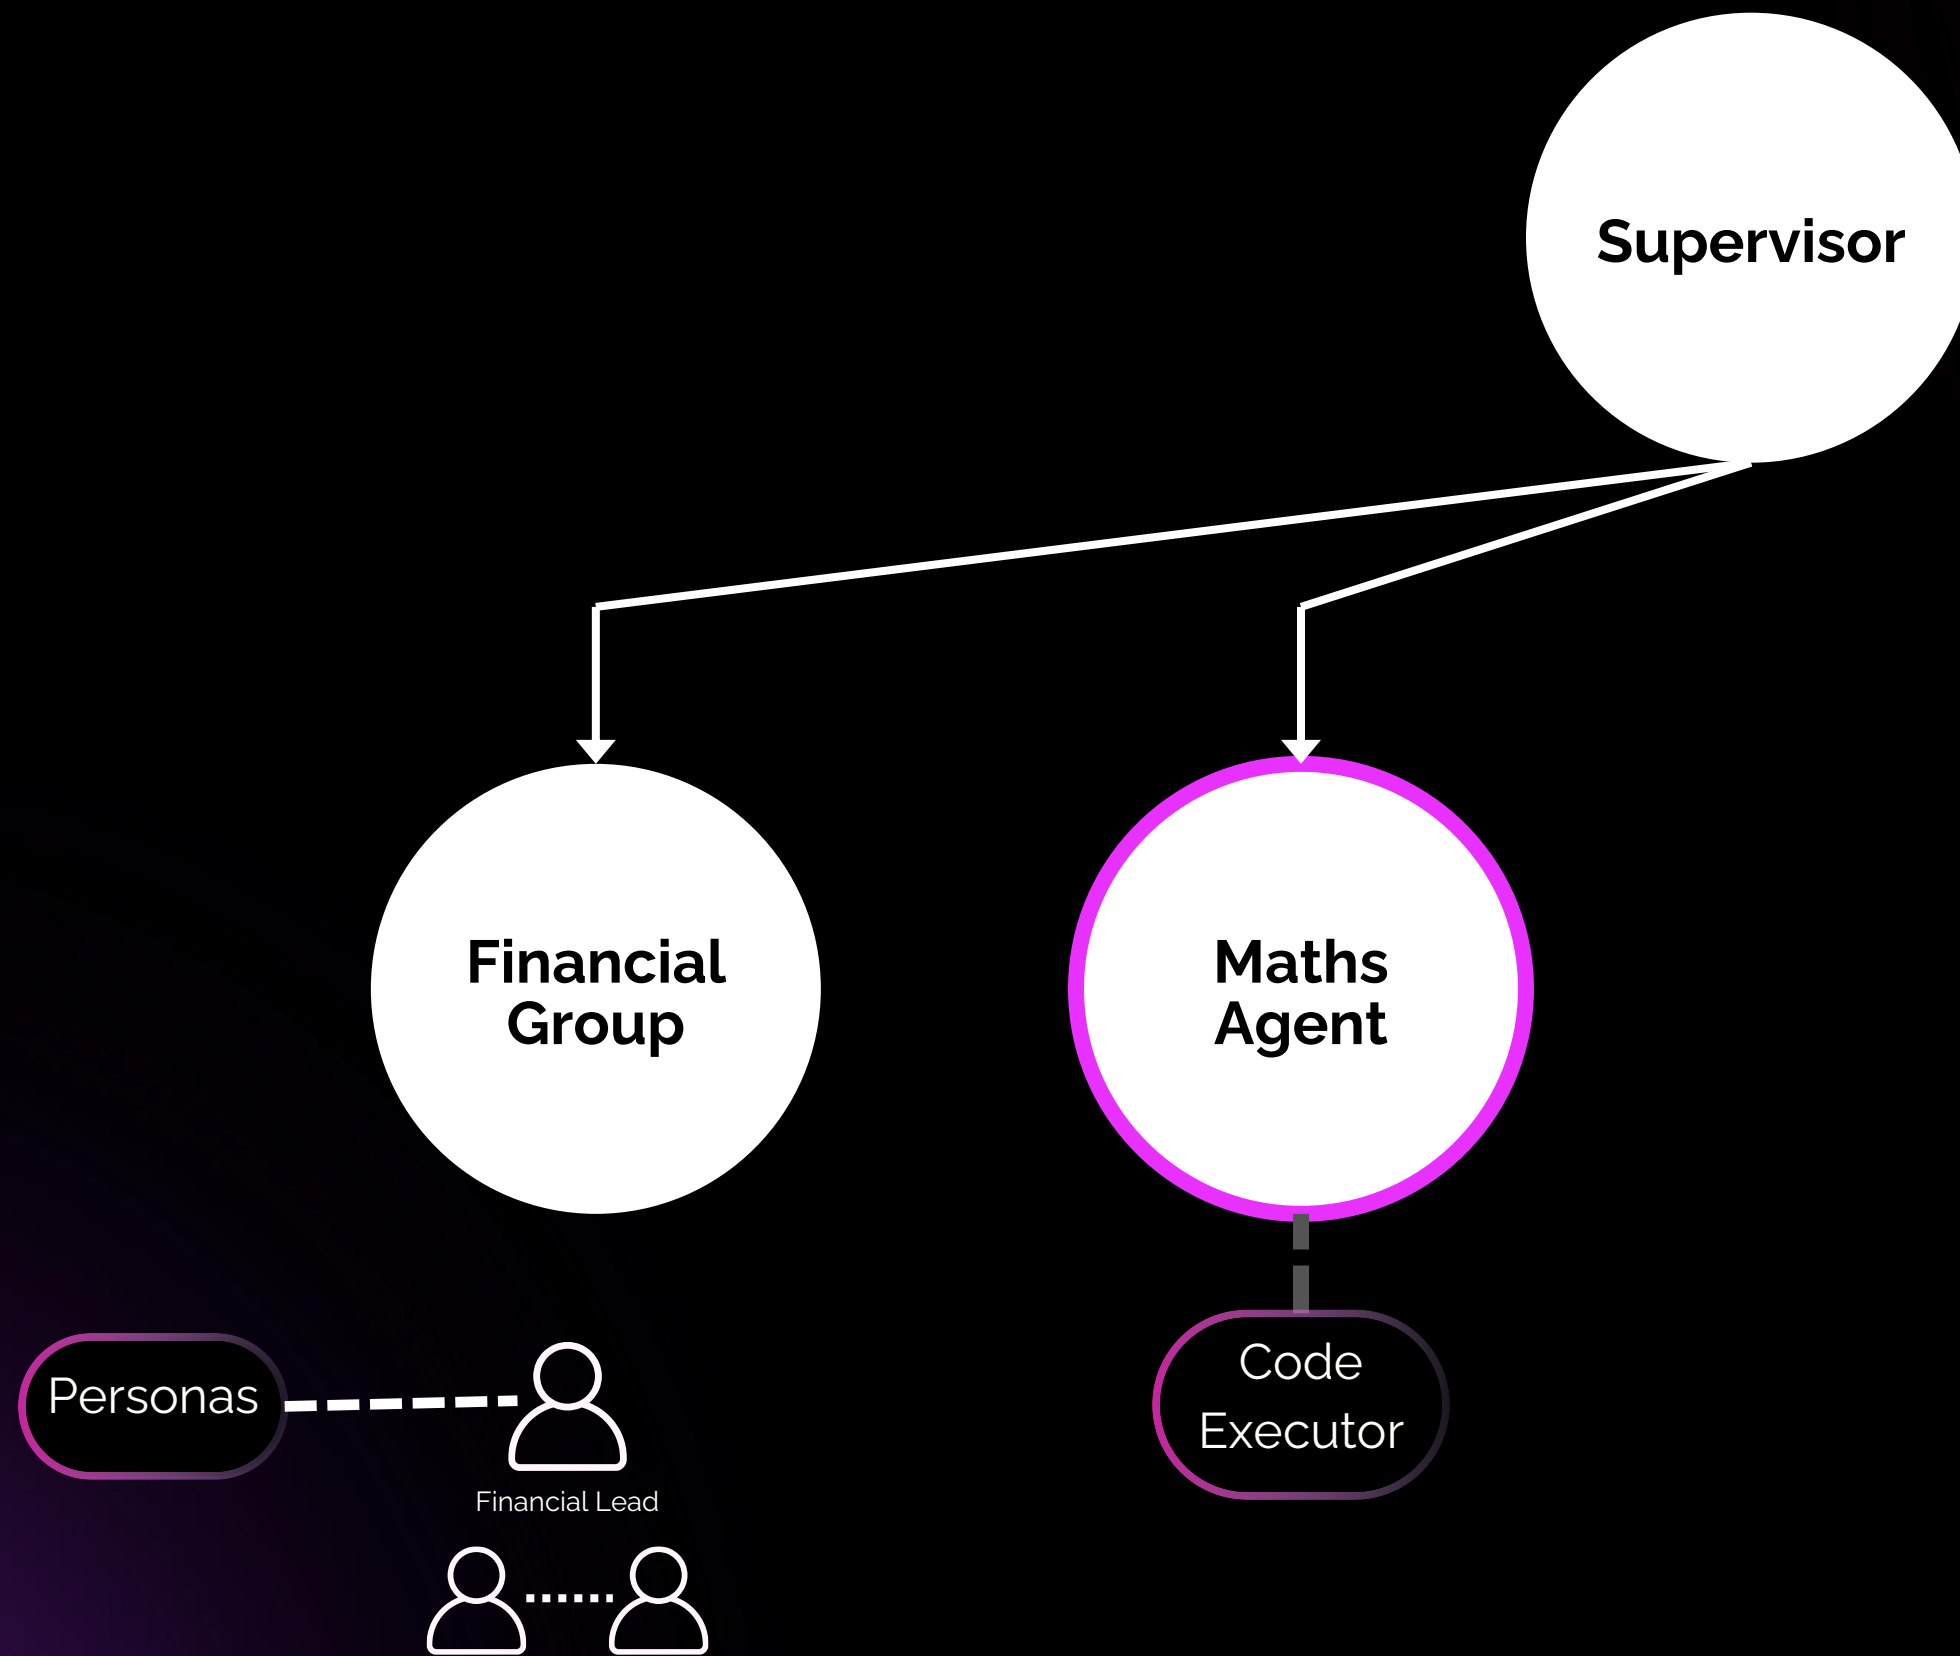 Supervisor
Financial
Group
Maths
Agent
Personas
Code
Executor
Financial Lead